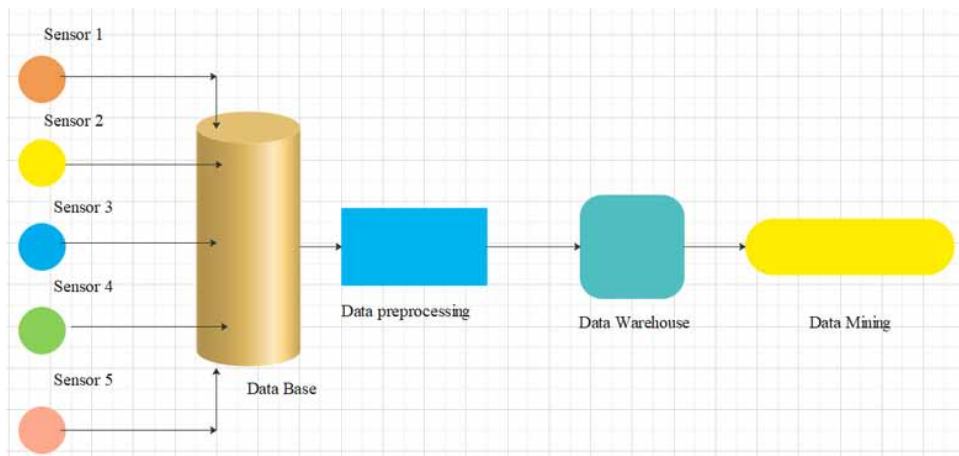 Sensor 1
Sensor 2
Sensor 3
Sensor 4
Sensor 5
Data Base
Data preprocessing
Data Warehouse
Data Mining